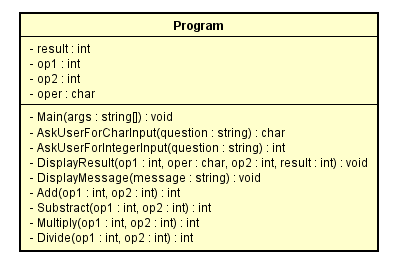 Program
- result : int
- op1 : int
- op2 : int
- oper : char
- Main(args : string[]) : void
- AskUserForCharInput(question : string) : char
- AskUserForIntegerInput(question : string) : int
- DisplayResult(op1 : int, oper : char, op2 : int, result : int) : void
- DisplayMessage(message : string) : void
- Add(op1 : int, op2 : int) : int
- Substract(op1 : int, op2 : int) : int
- Multiply(op1 : int, op2 : int) : int
- Divide(op1 : int, op2 : int) : int